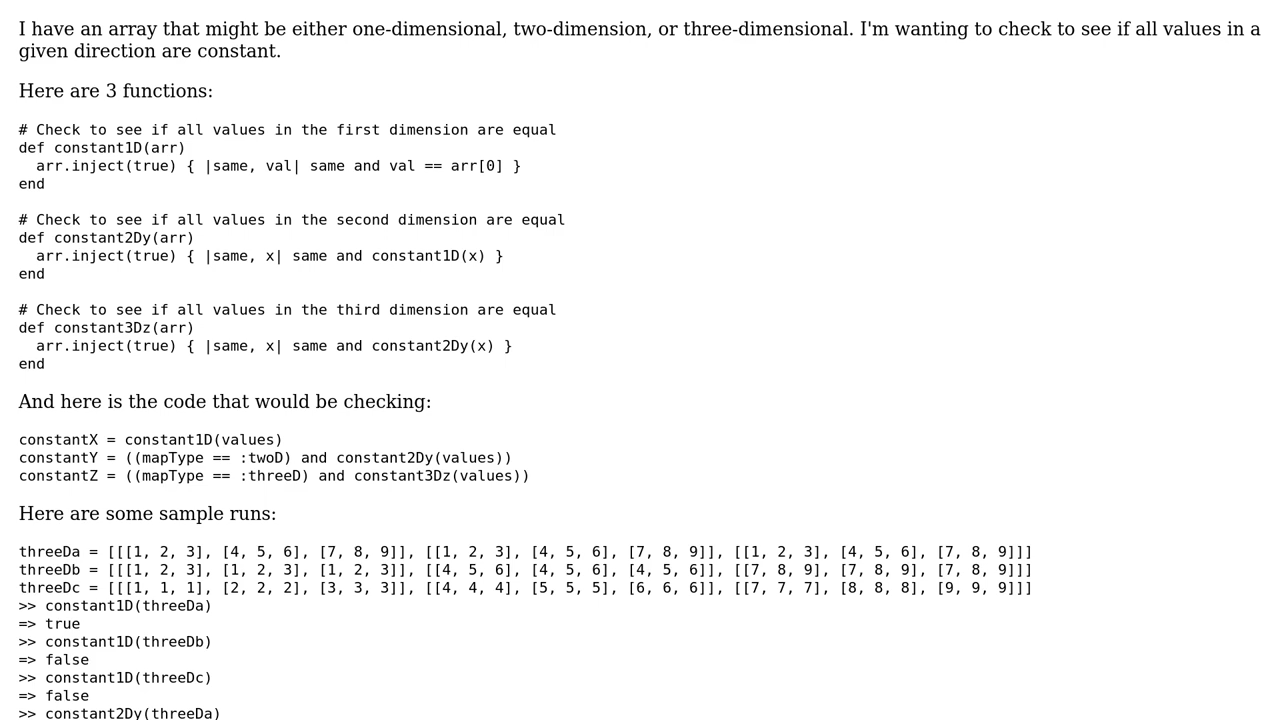 I have an array that might be either one-dimensional, two-dimension, or three-dimensional. I'm wanting to check to see if all values in a
given direction are constant.
Here are 3 functions:
# Check to see if all values in the first dimension are equal
def constant1D(arr)
  arr.inject(true) { |same, val| same and val == arr[0] }
end
# Check to see if all values in the second dimension are equal
def constant2Dy(arr)
  arr.inject(true) { |same, x| same and constant1D(x) }
end
# Check to see if all values in the third dimension are equal
def constant3Dz(arr)
  arr.inject(true) { |same, x| same and constant2Dy(x) }
end
And here is the code that would be checking:
constantX = constant1D(values)
constantY = ((mapType == :twoD) and constant2Dy(values))
constantZ = ((mapType == :threeD) and constant3Dz(values))
Here are some sample runs:
threeDa = [[[1, 2, 3], [4, 5, 6], [7, 8, 9]], [[1, 2, 3], [4, 5, 6], [7, 8, 9]], [[1, 2, 3], [4, 5, 6], [7, 8, 9]]]
threeDb = [[[1, 2, 3], [1, 2, 3], [1, 2, 3]], [[4, 5, 6], [4, 5, 6], [4, 5, 6]], [[7, 8, 9], [7, 8, 9], [7, 8, 9]]]
threeDc = [[[1, 1, 1], [2, 2, 2], [3, 3, 3]], [[4, 4, 4], [5, 5, 5], [6, 6, 6]], [[7, 7, 7], [8, 8, 8], [9, 9, 9]]]
>> constant1D(threeDa)
=> true
>> constant1D(threeDb)
=> false
>> constant1D(threeDc)
=> false
>> constant2Dy(threeDa)